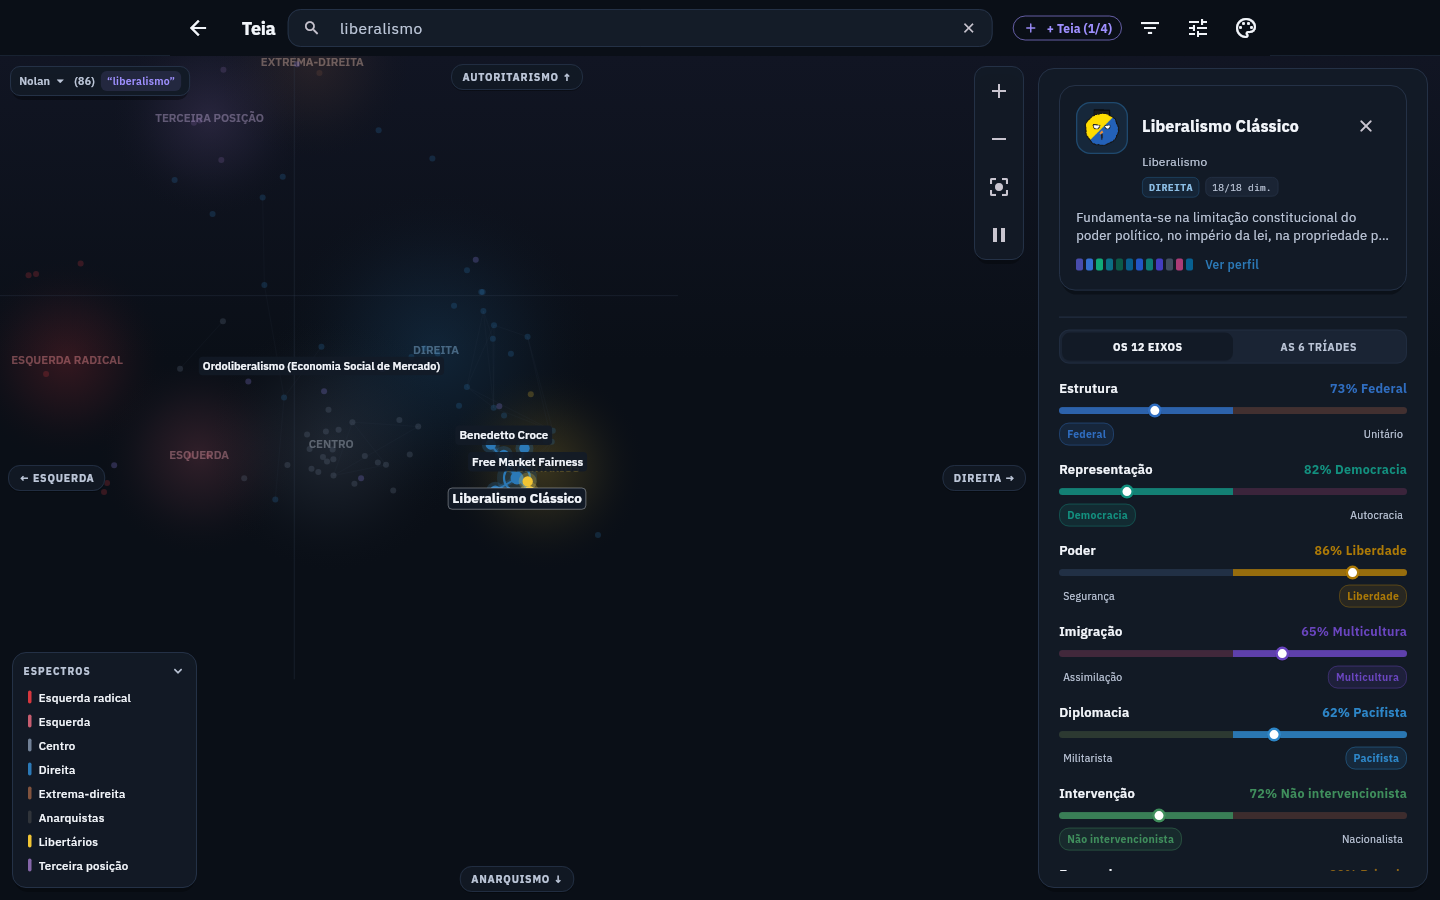 Teia
liberalismo
+ Teia (1/4)
Nolan (86) “liberalismo”
EXTREMA-DIREITA
AUTORITARISMO ↑
TERCEIRA POSIÇÃO
DIREITA
ESQUERDA RADICAL
Ordoliberalismo (Economia Social de Mercado)
CENTRO
ESQUERDA
Benedetto Croce
Free Market Fairness
Liberalismo Clássico
← ESQUERDA
DIREITA →
ANARQUISMO ↓
ESPECTROS
Esquerda radical
Esquerda
Centro
Direita
Extrema-direita
Anarquistas
Libertários
Terceira posição
Liberalismo Clássico
Liberalismo
DIREITA 18/18 dim.
Fundamenta-se na limitação constitucional do
poder político, no império da lei, na propriedade p...
Ver perfil
OS 12 EIXOS
AS 6 TRÍADES
Estrutura 73% Federal
Federal Unitário
Representação 82% Democracia
Democracia Autocracia
Poder 86% Liberdade
Segurança Liberdade
Imigração 65% Multicultura
Assimilação Multicultura
Diplomacia 62% Pacifista
Militarista Pacifista
Intervenção 72% Não intervencionista
Não intervencionista Nacionalista